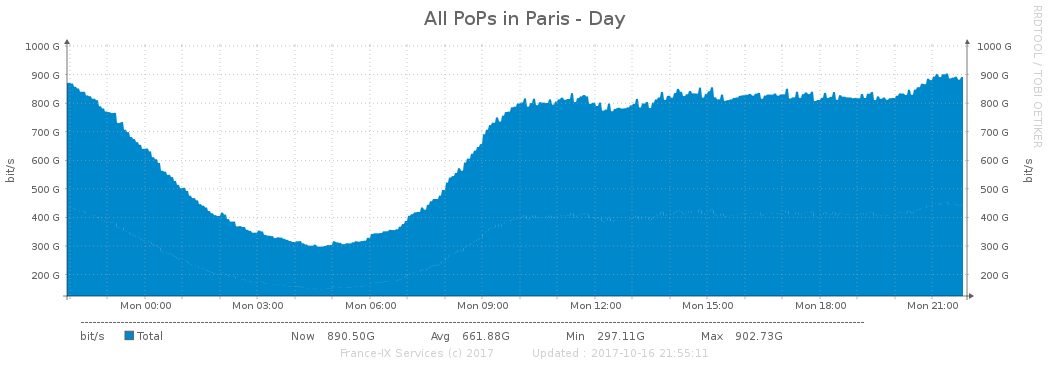 All PoPs in Paris - Day
RRDTOOL / TOBI OETIKER
1000 G 1000 G
900 G 900 G
800 G 800 G
700 G 700 G
600 G 600 G
500 G 500 G
400 G 400 G
300 G 300 G
200 G 200 G
bit/s bit/s
Mon 00:00 Mon 03:00 Mon 06:00 Mon 09:00 Mon 12:00 Mon 15:00 Mon 18:00 Mon 21:00
bit/s Total Now 890.50G Avg 661.88G Min 297.11G Max 902.73G
France-IX Services (c) 2017 Updated : 2017-10-16 21:55:11